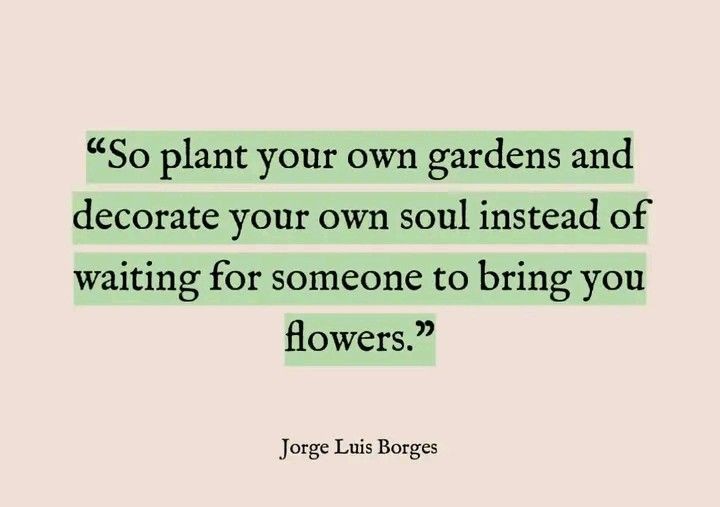 “So plant your own gardens and
decorate your own soul instead of
waiting for someone to bring you
flowers.”
Jorge Luis Borges